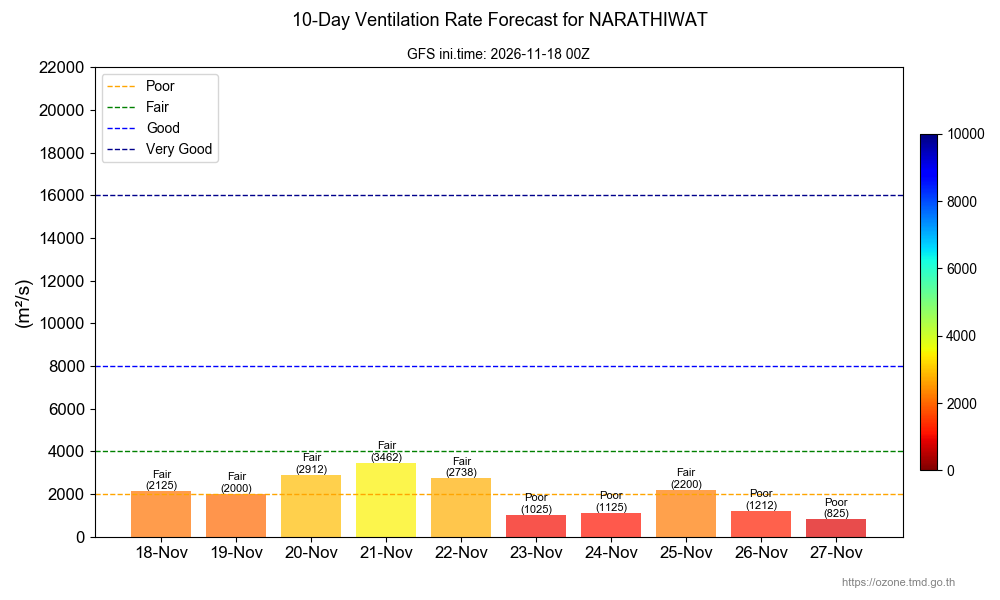 10-Day Ventilation Rate Forecast for NARATHIWAT
GFS ini.time: 2026-11-18 00Z
(m²/s)
22000
20000
18000
16000
14000
12000
10000
8000
6000
4000
2000
0
Poor
Fair
Good
Very Good
Fair
(2125)
Fair
(2000)
Fair
(2912)
Fair
(3462)
Fair
(2738)
Poor
(1025)
Poor
(1125)
Fair
(2200)
Poor
(1212)
Poor
(825)
18-Nov 19-Nov 20-Nov 21-Nov 22-Nov 23-Nov 24-Nov 25-Nov 26-Nov 27-Nov
10000
8000
6000
4000
2000
0
https://ozone.tmd.go.th